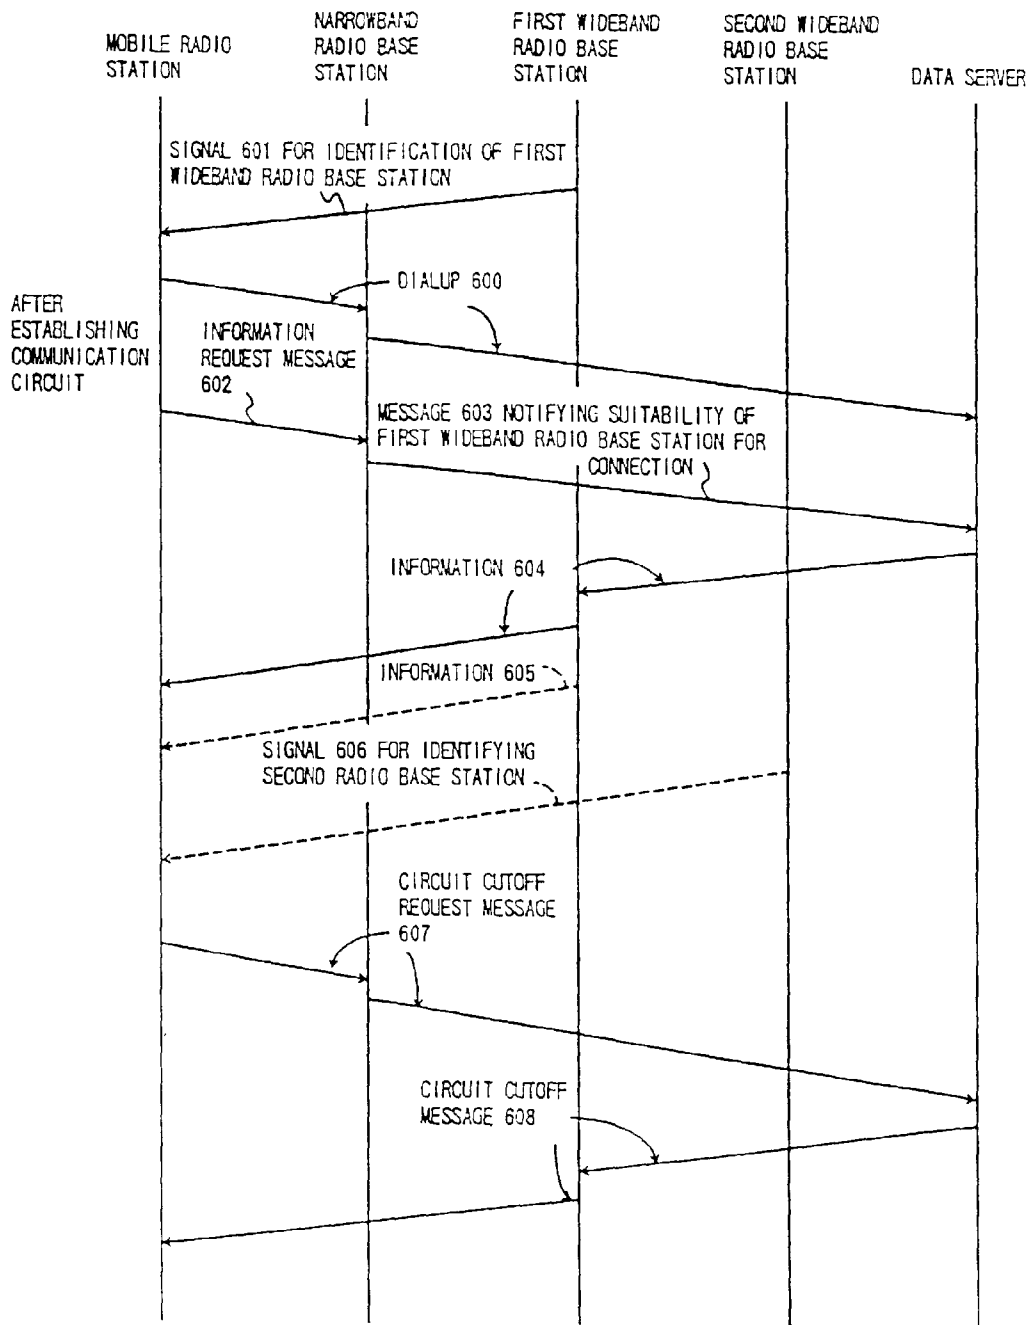 MOBILE RADIO
STATION
NARROWBAND
RADIO BASE
STATION
FIRST WIDEBAND
RADIO BASE
STATION
SECOND WIDEBAND
RADIO BASE
STATION
DATA SERVER
SIGNAL 601 FOR IDENTIFICATION OF FIRST
WIDEBAND RADIO BASE STATION
DIALUP 600
AFTER
ESTABLISHING
COMMUNICATION
CIRCUIT
INFORMATION
REQUEST MESSAGE
602
MESSAGE 603 NOTIFYING SUITABILITY OF
FIRST WIDEBAND RADIO BASE STATION FOR
CONNECTION
INFORMATION 604
INFORMATION 605
SIGNAL 606 FOR IDENTIFYING
SECOND RADIO BASE STATION
CIRCUIT CUTOFF
REQUEST MESSAGE
607
CIRCUIT CUTOFF
MESSAGE 608